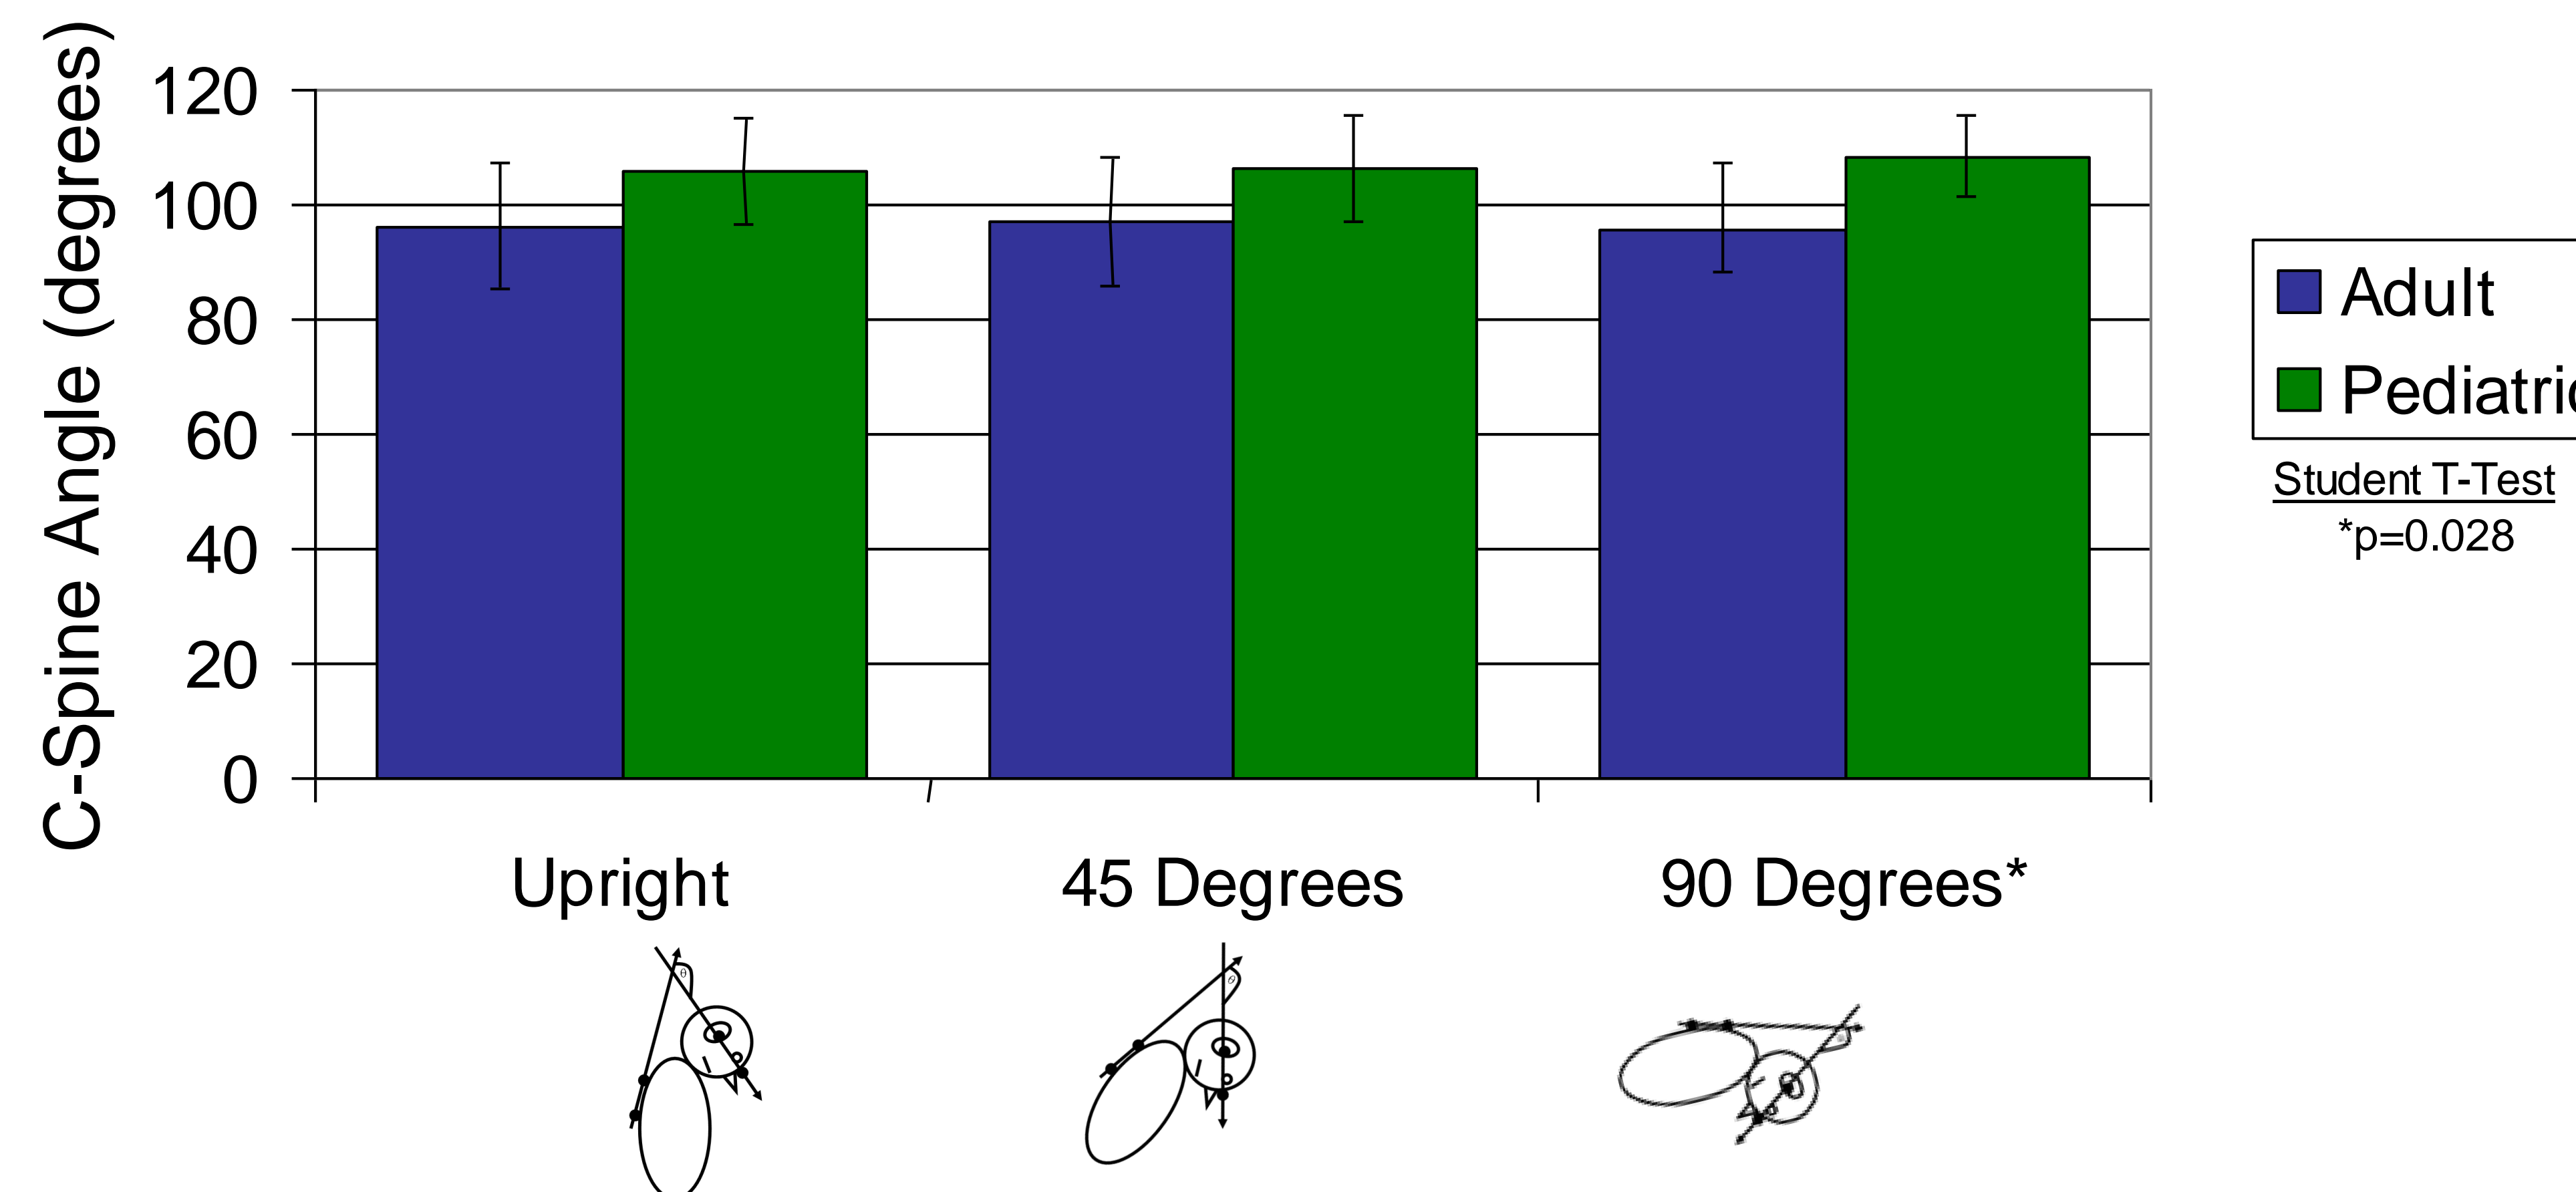 C-Spine Angle (degrees)
120
100
80
60
40
20
0
Upright
45 Degrees
90 Degrees*
θ
θ
Adult
Pediatric
Student T-Test
*p=0.028